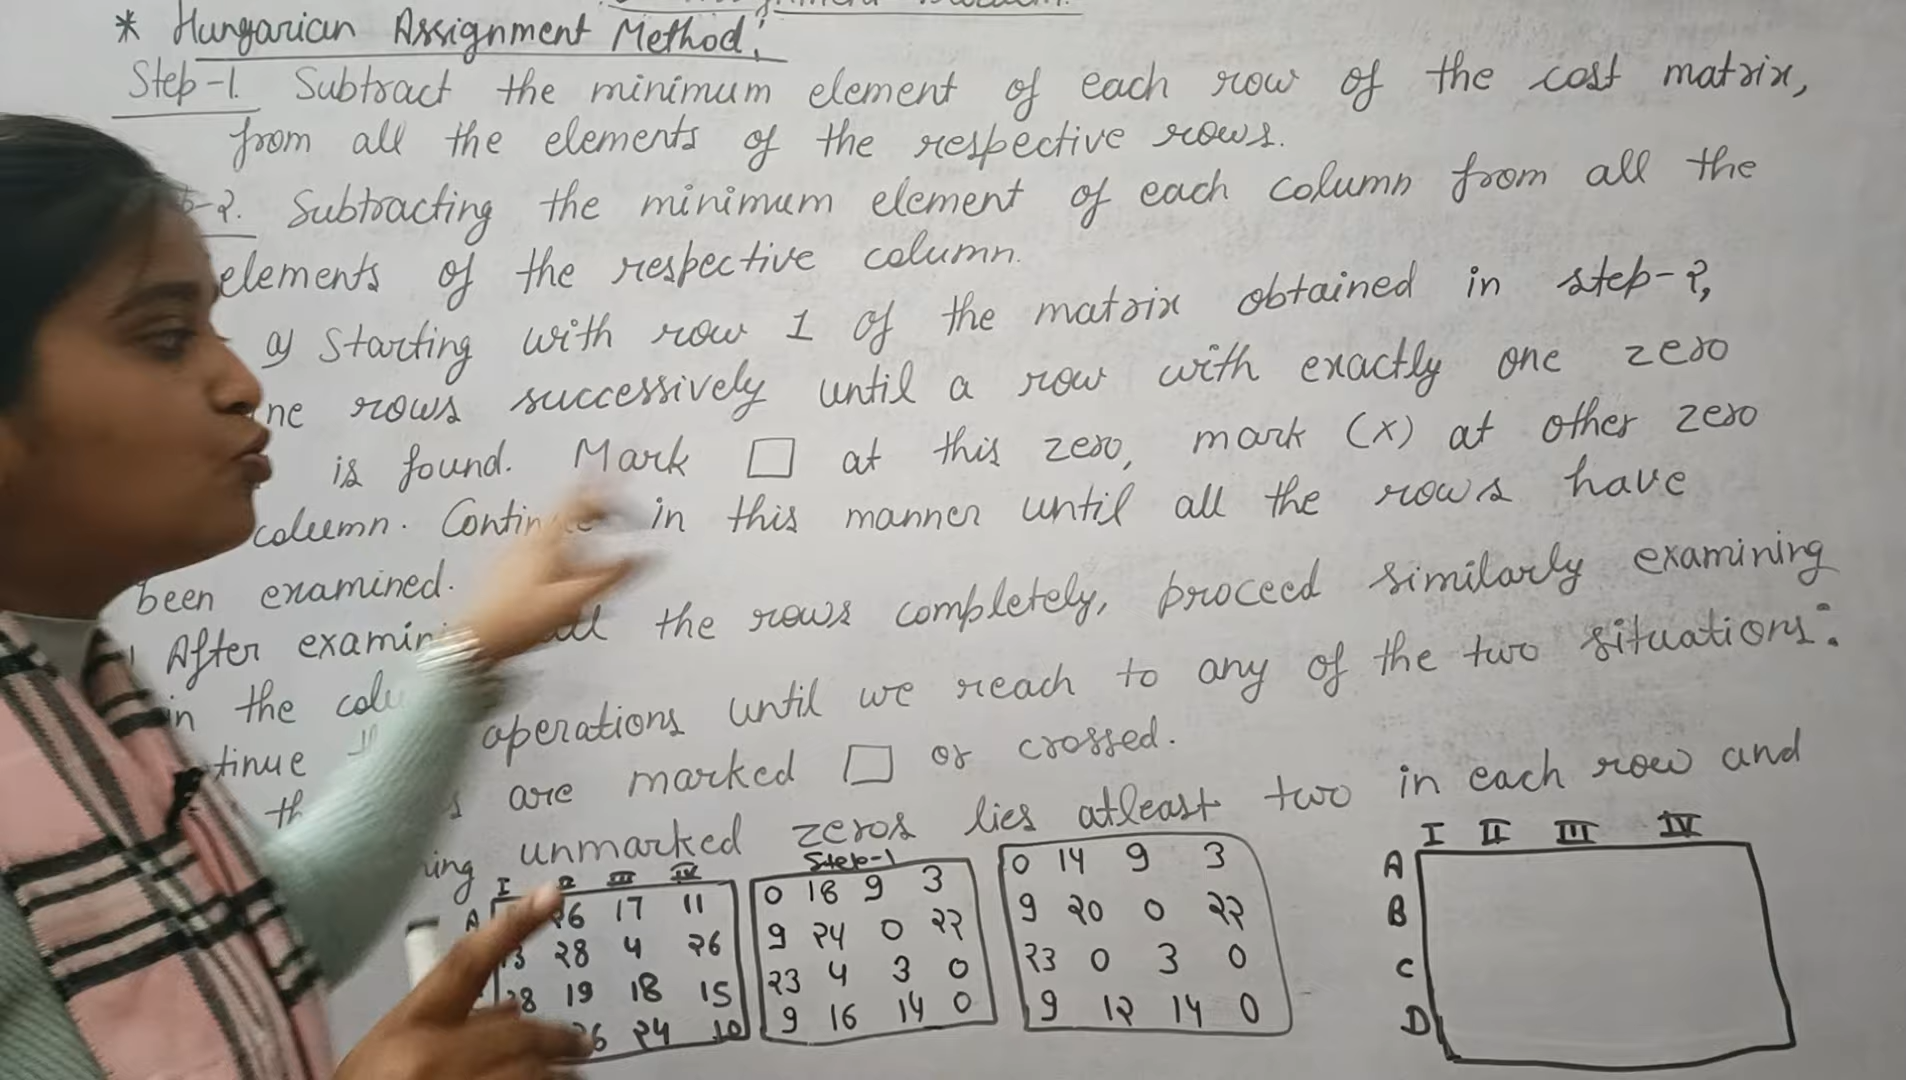 * Hungarian Assignment Method:
Step-1. Subtract the minimum element of each row of the cost matrix,
from all the elements of the respective rows.
-2. Subtracting the minimum element of each column from all the
elements of the respective column.
a) Starting with row 1 of the matrix obtained in step-2,
rows successively until a row with exactly one zero
is found. Mark □ at this zero, mark (X) at other zero
column. in this manner until all the rows have
been examined.
After all the rows completely, proceed similarly examining
in the operations until we reach to any of the two situations:
are marked □ or crossed.
unmarked zeros lies atleast two in each row and
I II III IV
A 26 17 11
28 4 26
19 18 15
24 10
Step-1
0 18 9 3
9 24 0 22
23 4 3 0
9 16 14 0
0 14 9 3
9 20 0 22
23 0 3 0
9 12 14 0
I II III IV
A
B
C
D